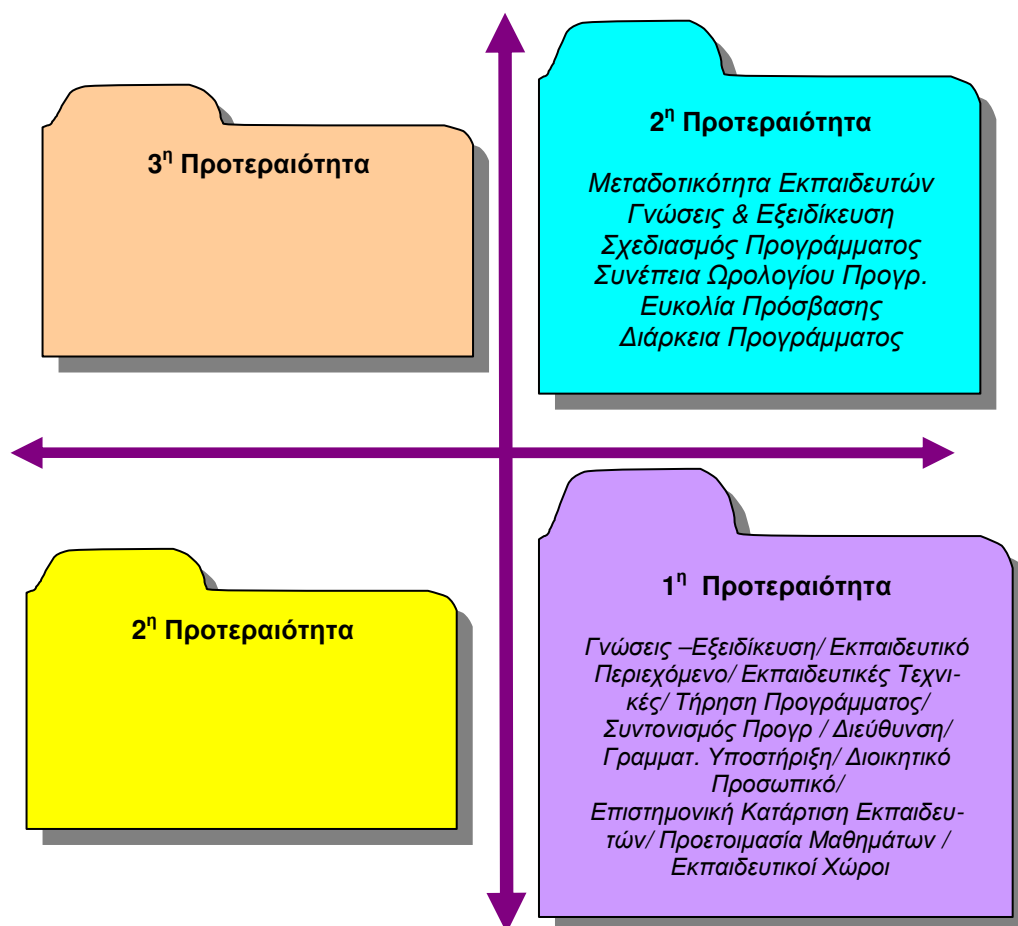 3η Προτεραιότητα
2η Προτεραιότητα
Μεταδοτικότητα Εκπαιδευτών
Γνώσεις & Εξειδίκευση
Σχεδιασμός Προγράμματος
Συνέπεια Ωρολογίου Προγρ.
Ευκολία Πρόσβασης
Διάρκεια Προγράμματος
2η Προτεραιότητα
1η Προτεραιότητα
Γνώσεις –Εξειδίκευση/ Εκπαιδευτικό
Περιεχόμενο/ Εκπαιδευτικές Τεχνι-
κές/ Τήρηση Προγράμματος/
Συντονισμός Προγρ / Διεύθυνση/
Γραμματ. Υποστήριξη/ Διοικητικό
Προσωπικό/
Επιστημονική Κατάρτιση Εκπαιδευ-
τών/ Προετοιμασία Μαθημάτων /
Εκπαιδευτικοί Χώροι